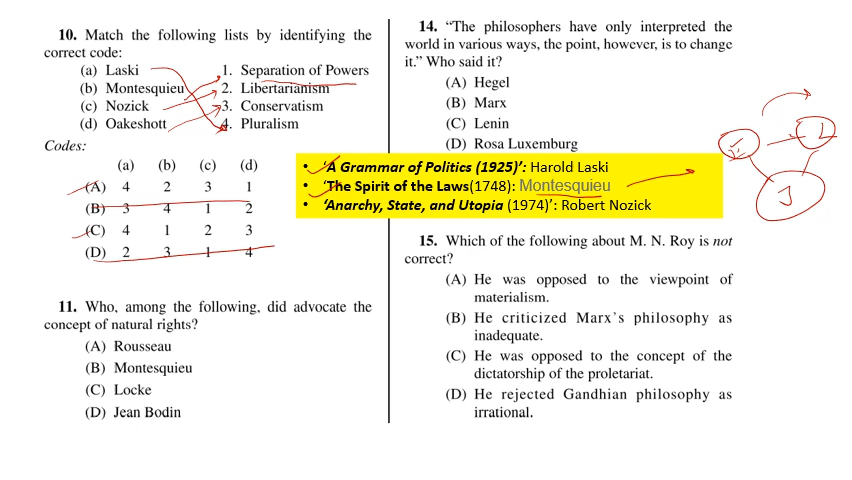 10. Match the following lists by identifying the
correct code:
(a) Laski 1. Separation of Powers
(b) Montesquieu 2. Libertarianism
(c) Nozick 3. Conservatism
(d) Oakeshott 4. Pluralism
Codes:
(a) (b) (c) (d)
(A) 4 2 3 1
(B) 3 4 1 2
(C) 4 1 2 3
(D) 2 3 1 4
11. Who, among the following, did advocate the
concept of natural rights?
(A) Rousseau
(B) Montesquieu
(C) Locke
(D) Jean Bodin
14. “The philosophers have only interpreted the
world in various ways, the point, however, is to change
it.” Who said it?
(A) Hegel
(B) Marx
(C) Lenin
(D) Rosa Luxemburg
• ‘A Grammar of Politics (1925)’: Harold Laski
• ‘The Spirit of the Laws(1748): Montesquieu
• ‘Anarchy, State, and Utopia (1974)’: Robert Nozick
15. Which of the following about M. N. Roy is not
correct?
(A) He was opposed to the viewpoint of
materialism.
(B) He criticized Marx’s philosophy as
inadequate.
(C) He was opposed to the concept of the
dictatorship of the proletariat.
(D) He rejected Gandhian philosophy as
irrational.
L
J